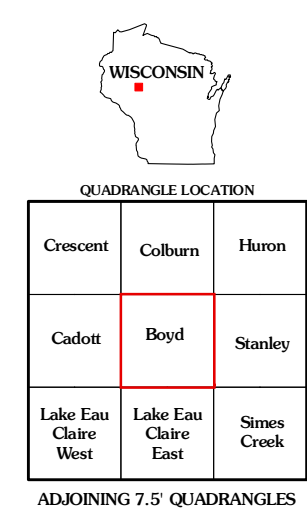 WISCONSIN
QUADRANGLE LOCATION
Crescent
Colburn
Huron
Cadott
Boyd
Stanley
Lake Eau
Claire
West
Lake Eau
Claire
East
Simes
Creek
ADJOINING 7.5' QUADRANGLES